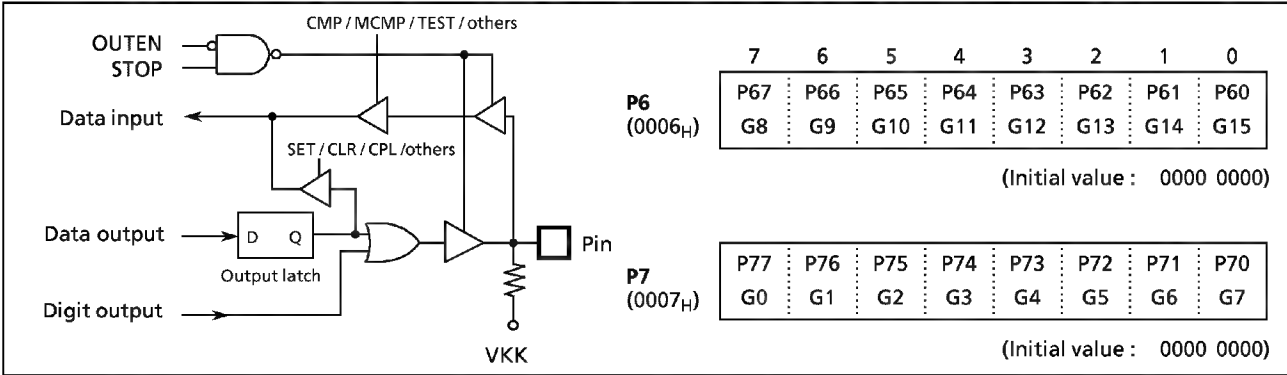 CMP / MCMP / TEST / others
OUTEN
STOP
Data input
SET / CLR / CPL /others
Data output
D Q
Output latch
Digit output
Pin
VKK
7 6 5 4 3 2 1 0
P6
(0006H)
P67 P66 P65 P64 P63 P62 P61 P60
G8 G9 G10 G11 G12 G13 G14 G15
(Initial value : 0000 0000)
P7
(0007H)
P77 P76 P75 P74 P73 P72 P71 P70
G0 G1 G2 G3 G4 G5 G6 G7
(Initial value : 0000 0000)